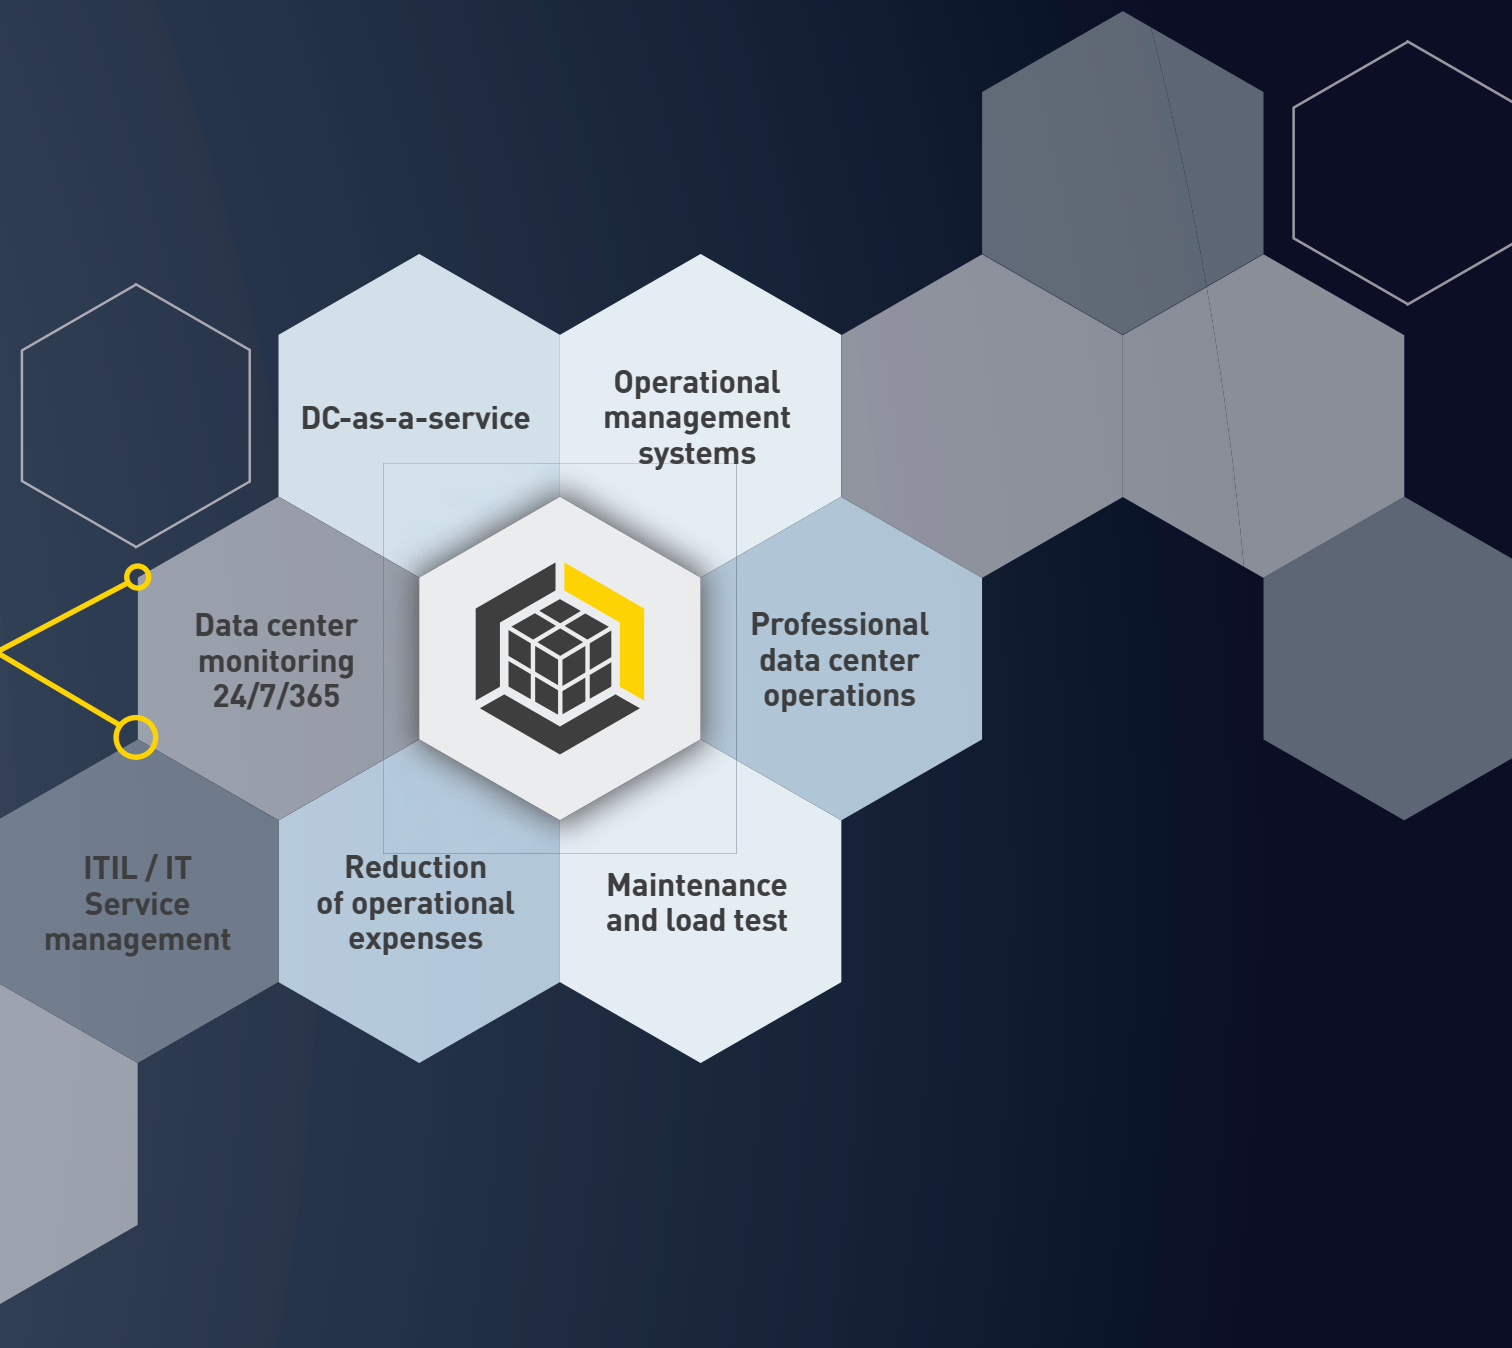 DC-as-a-service
Operational
management
systems
Data center
monitoring
24/7/365
Professional
data center
operations
ITIL / IT
Service
management
Reduction
of operational
expenses
Maintenance
and load test